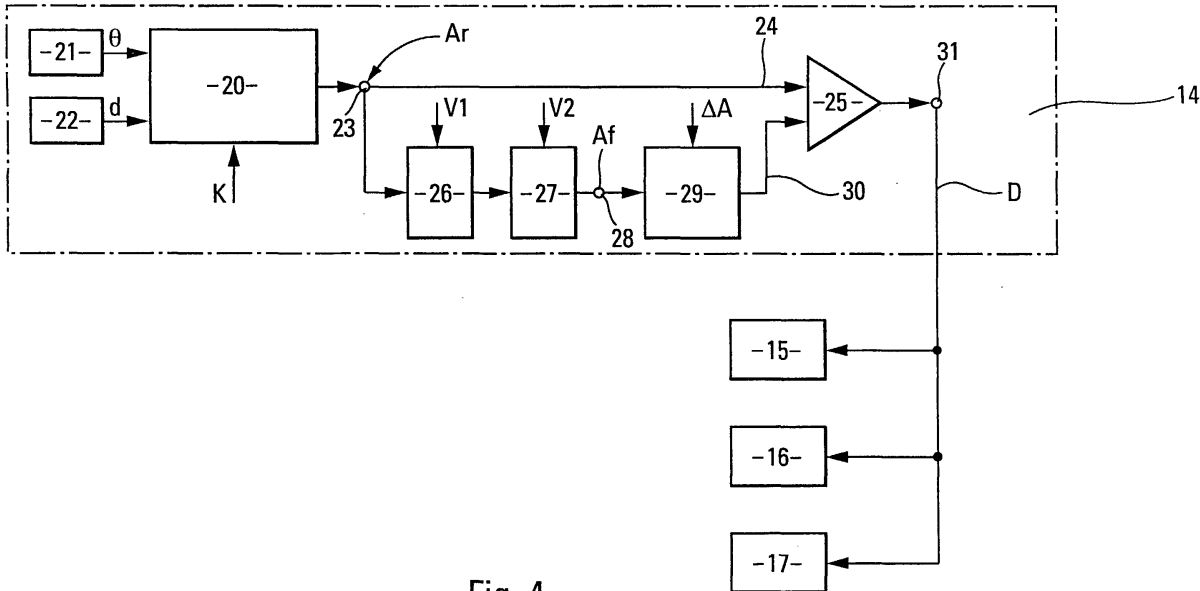 -21-
θ
-22-
d
-20-
K
Ar
23
24
V1
V2
Af
ΔA
-26-
-27-
28
-29-
30
-25-
31
14
D
-15-
-16-
-17-
Fig. 4